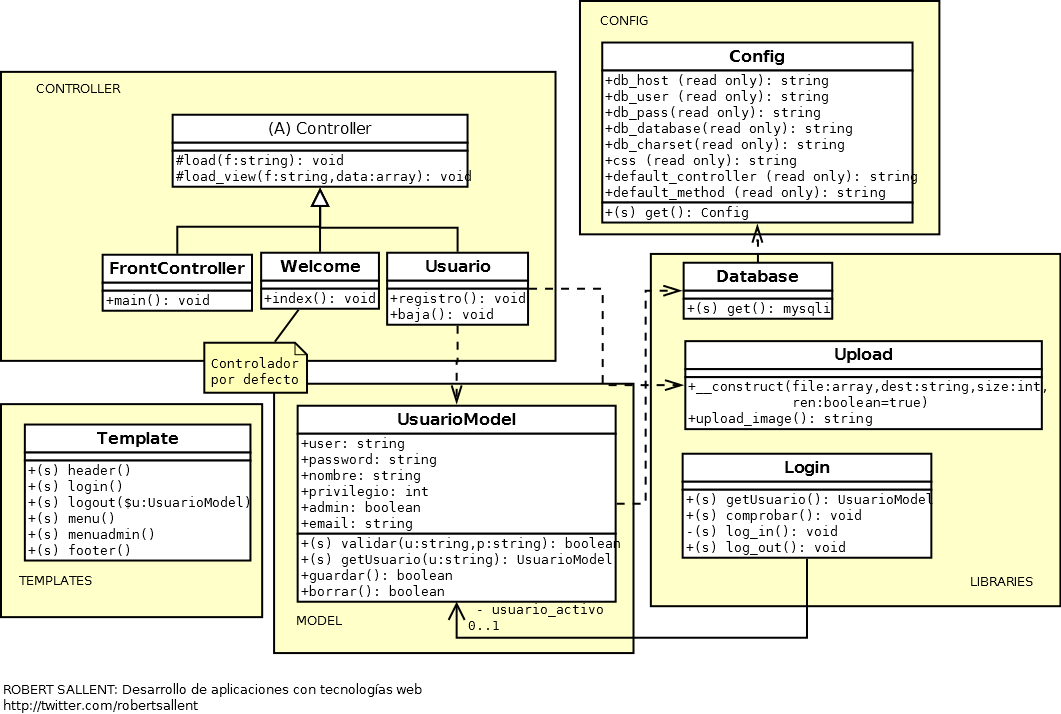 CONFIG
Config
+db_host (read only): string
+db_user (read only): string
+db_pass(read only): string
+db_database(read only): string
+db_charset(read only): string
+css (read only): string
+default_controller (read only): string
+default_method (read only): string
+(s) get(): Config
CONTROLLER
(A) Controller
#load(f:string): void
#load_view(f:string,data:array): void
FrontController
+main(): void
Welcome
+index(): void
Usuario
+registro(): void
+baja(): void
Controlador
por defecto
Database
+(s) get(): mysqli
Upload
+__construct(file:array,dest:string,size:int,
ren:boolean=true)
+upload_image(): string
Login
+(s) getUsuario(): UsuarioModel
+(s) comprobar(): void
-(s) log_in(): void
+(s) log_out(): void
LIBRARIES
Template
+(s) header()
+(s) login()
+(s) logout($u:UsuarioModel)
+(s) menu()
+(s) menuadmin()
+(s) footer()
TEMPLATES
UsuarioModel
+user: string
+password: string
+nombre: string
+privilegio: int
+admin: boolean
+email: string
+(s) validar(u:string,p:string): boolean
+(s) getUsuario(u:string): UsuarioModel
+guardar(): boolean
+borrar(): boolean
- usuario_activo
0..1
MODEL
ROBERT SALLENT: Desarrollo de aplicaciones con tecnologías web
http://twitter.com/robertsallent